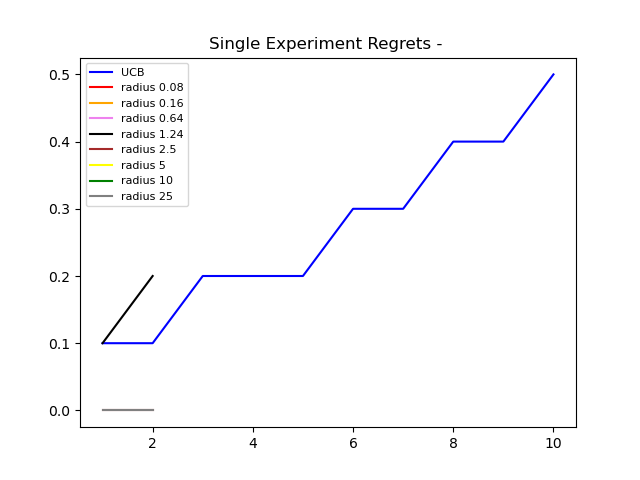 Single Experiment Regrets -
UCB
radius 0.08
radius 0.16
radius 0.64
radius 1.24
radius 2.5
radius 5
radius 10
radius 25
0.5
0.4
0.3
0.2
0.1
0.0
2
4
6
8
10